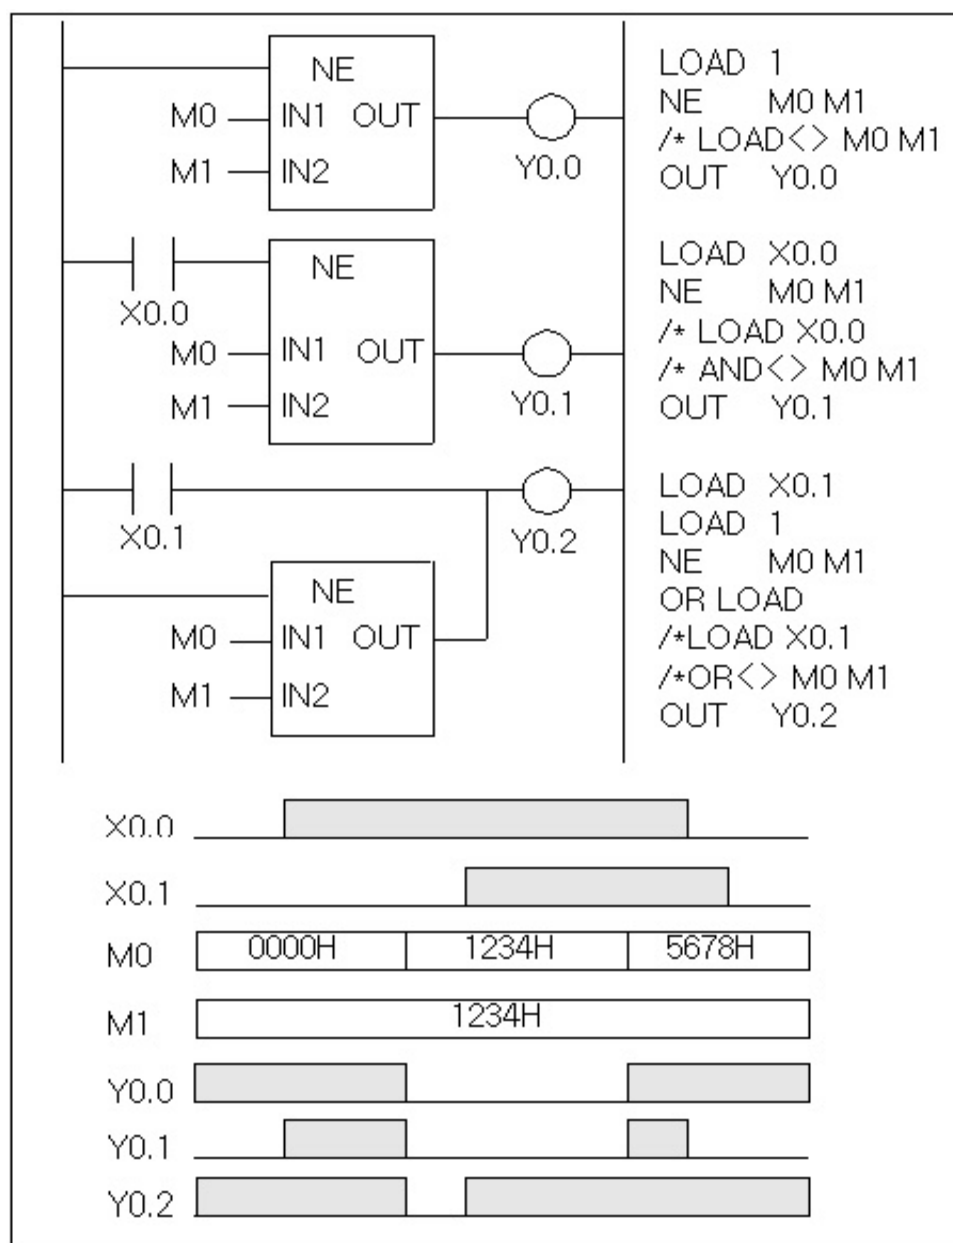 NE
M0 IN1 OUT
M1 IN2
Y0.0
LOAD 1
NE M0 M1
/* LOAD<> M0 M1
OUT Y0.0
X0.0
NE
M0 IN1 OUT
M1 IN2
Y0.1
LOAD X0.0
NE M0 M1
/* LOAD X0.0
/* AND<> M0 M1
OUT Y0.1
X0.1
Y0.2
NE
M0 IN1 OUT
M1 IN2
LOAD X0.1
LOAD 1
NE M0 M1
OR LOAD
/*LOAD X0.1
/*OR<> M0 M1
OUT Y0.2
X0.0
X0.1
M0 0000H 1234H 5678H
M1 1234H
Y0.0
Y0.1
Y0.2